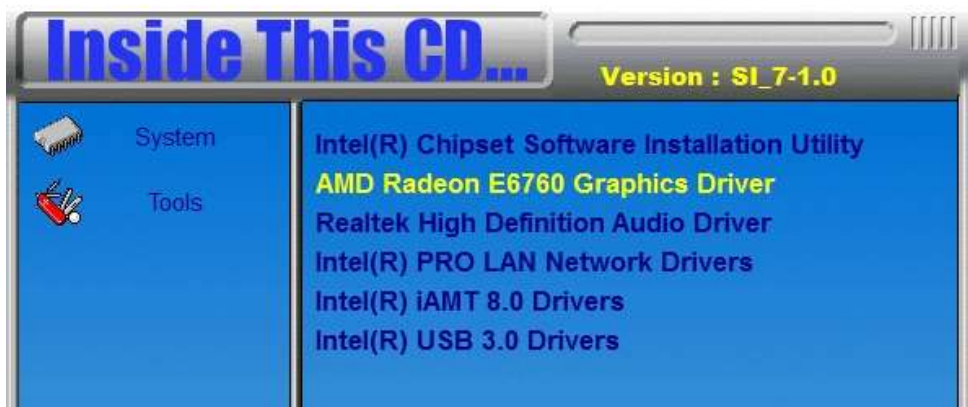 Inside This CD...
Version : SI_7-1.0
System
Tools
Intel(R) Chipset Software Installation Utility
AMD Radeon E6760 Graphics Driver
Realtek High Definition Audio Driver
Intel(R) PRO LAN Network Drivers
Intel(R) iAMT 8.0 Drivers
Intel(R) USB 3.0 Drivers